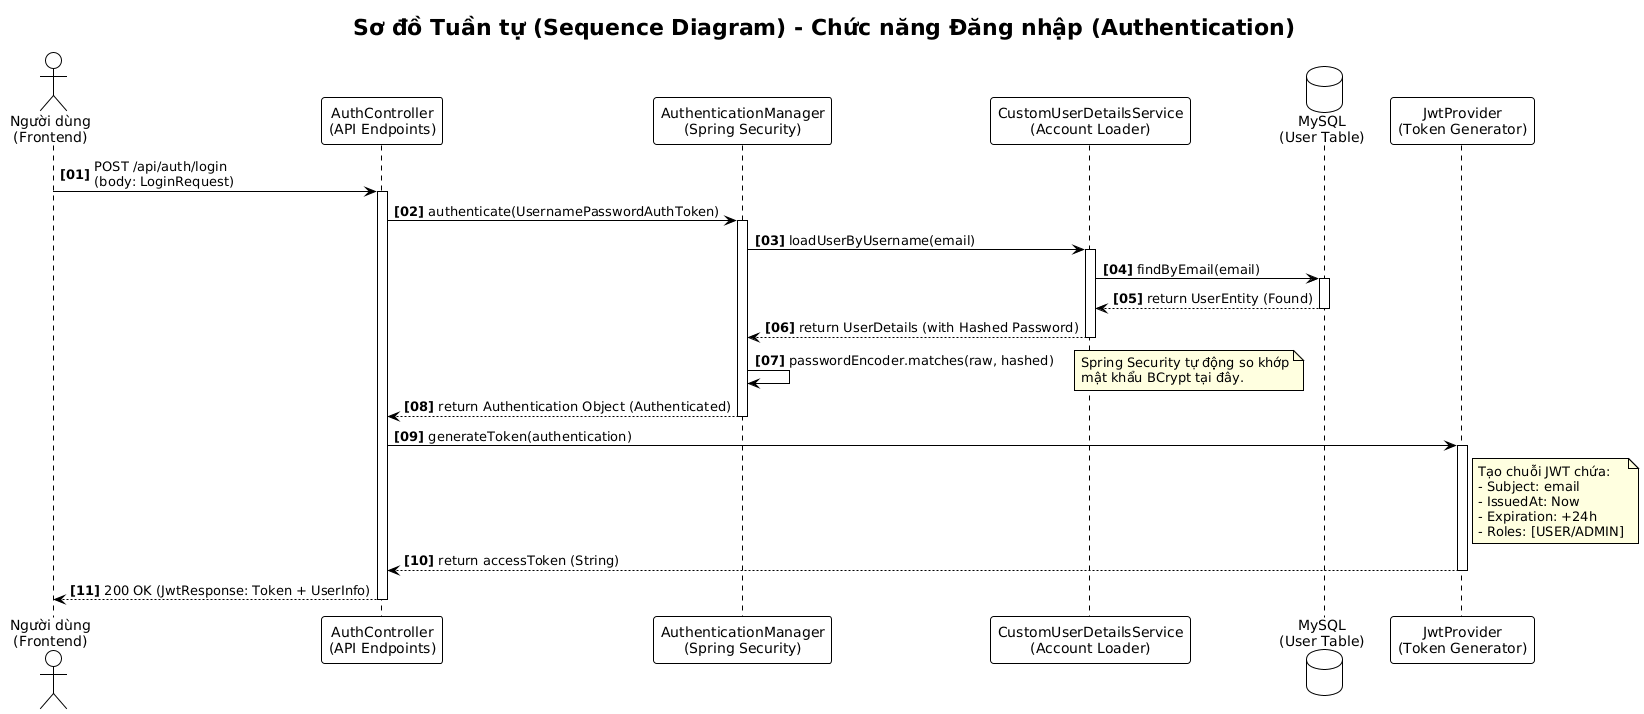 Sơ đồ Tuần tự (Sequence Diagram) - Chức năng Đăng nhập (Authentication)
Người dùng
(Frontend)
AuthController
(API Endpoints)
AuthenticationManager
(Spring Security)
CustomUserDetailsService
(Account Loader)
MySQL
(User Table)
JwtProvider
(Token Generator)
[01] POST /api/auth/login
(body: LoginRequest)
[02] authenticate(UsernamePasswordAuthToken)
[03] loadUserByUsername(email)
[04] findByEmail(email)
[05] return UserEntity (Found)
[06] return UserDetails (with Hashed Password)
[07] passwordEncoder.matches(raw, hashed)
Spring Security tự động so khớp
mật khẩu BCrypt tại đây.
[08] return Authentication Object (Authenticated)
[09] generateToken(authentication)
Tạo chuỗi JWT chứa:
- Subject: email
- IssuedAt: Now
- Expiration: +24h
- Roles: [USER/ADMIN]
[10] return accessToken (String)
[11] 200 OK (JwtResponse: Token + UserInfo)
Người dùng
(Frontend)
AuthController
(API Endpoints)
AuthenticationManager
(Spring Security)
CustomUserDetailsService
(Account Loader)
MySQL
(User Table)
JwtProvider
(Token Generator)